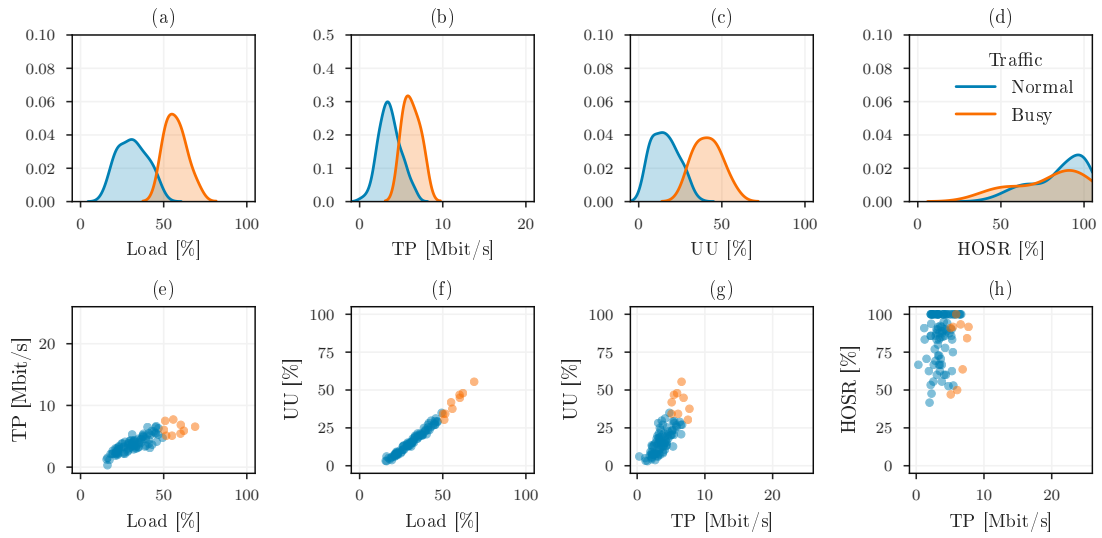 (a) (b) (c) (d)
0.10 0.5 0.10 0.10
Traffic
0.08 0.4 0.08 0.08
Normal
0.06 0.3 0.06 0.06
Busy
0.04 0.2 0.04 0.04
0.02 0.1 0.02 0.02
0.00 0.0 0.00 0.00
0 50 100 0 10 20 0 50 100 0 50 100
Load [%] TP [Mbit/s] UU [%] HOSR [%]
(e) (f) (g) (h)
100 100 100
20 75 75 75
TP [Mbit/s] UU [%] UU [%] HOSR [%]
10 50 50 50
25 25 25
0 0 0 0
0 50 100 0 50 100 0 10 20 0 10 20
Load [%] Load [%] TP [Mbit/s] TP [Mbit/s]